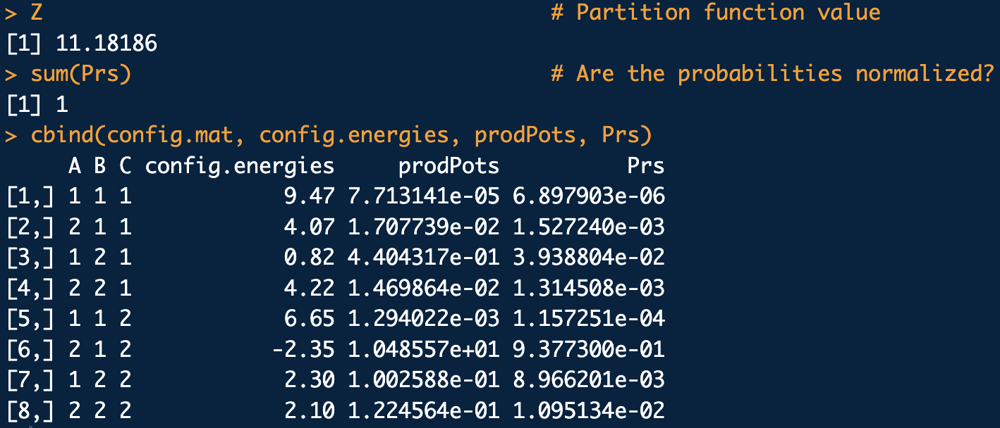 > Z # Partition function value
[1] 11.18186
> sum(Prs) # Are the probabilities normalized?
[1] 1
> cbind(config.mat, config.energies, prodPots, Prs)
A B C config.energies prodPots Prs
[1,] 1 1 1 9.47 7.713141e-05 6.897903e-06
[2,] 2 1 1 4.07 1.707739e-02 1.527240e-03
[3,] 1 2 1 0.82 4.404317e-01 3.938804e-02
[4,] 2 2 1 4.22 1.469864e-02 1.314508e-03
[5,] 1 1 2 6.65 1.294022e-03 1.157251e-04
[6,] 2 1 2 -2.35 1.048557e+01 9.377300e-01
[7,] 1 2 2 2.30 1.002588e-01 8.966201e-03
[8,] 2 2 2 2.10 1.224564e-01 1.095134e-02